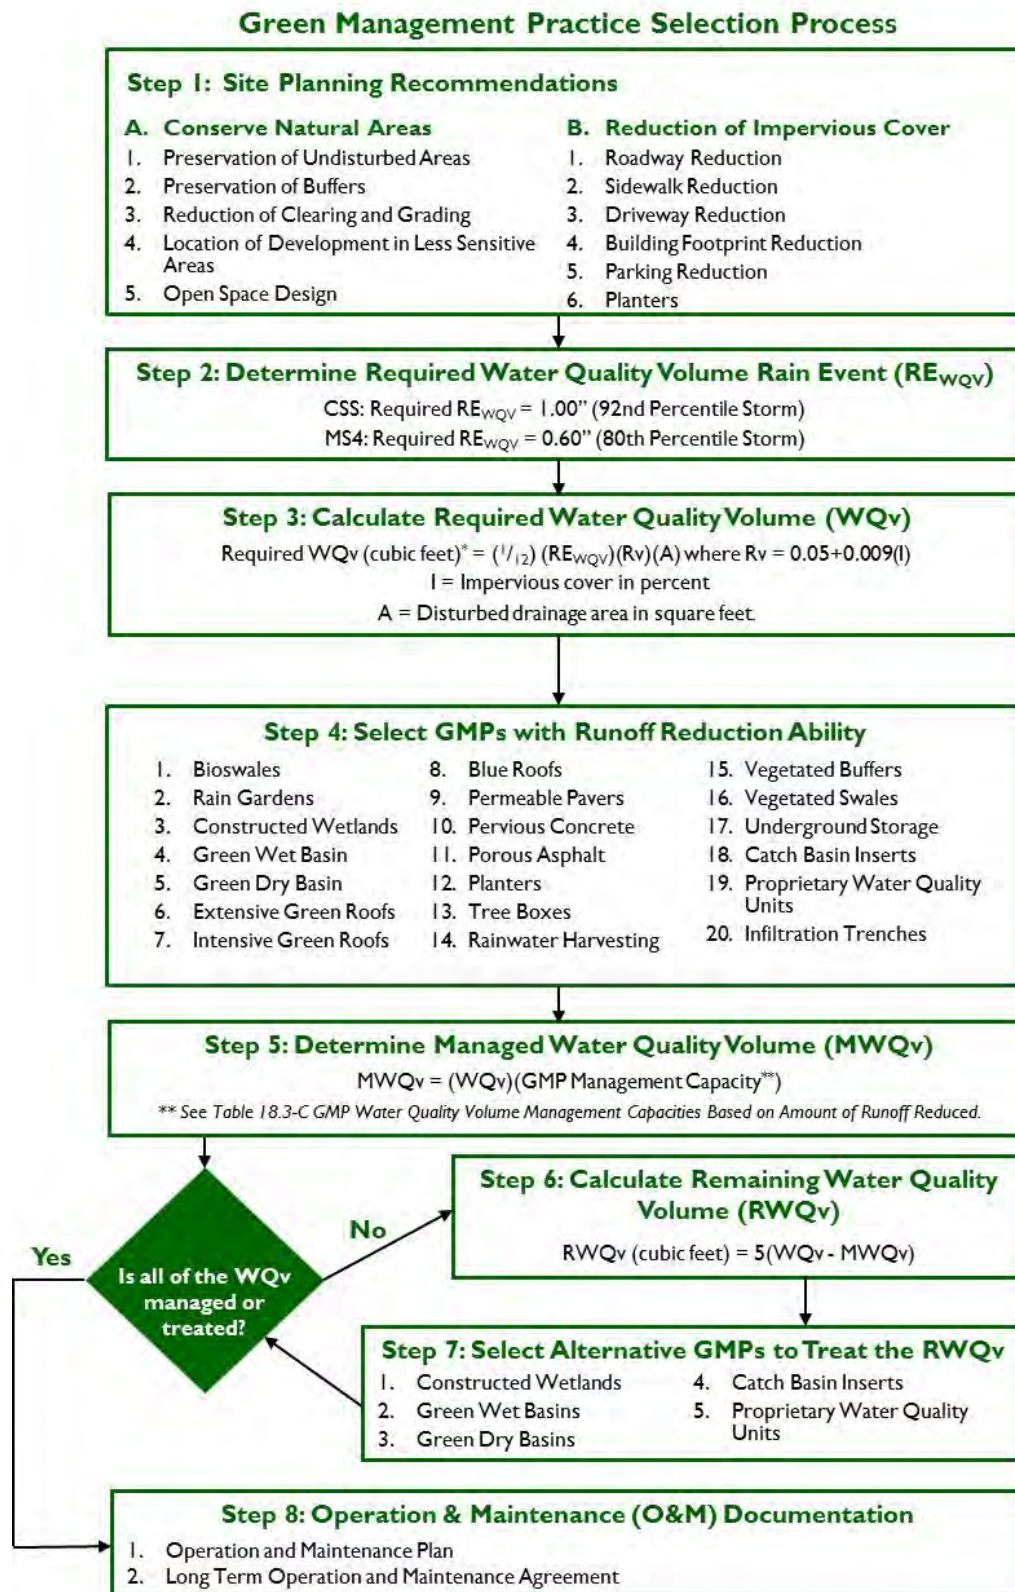 Green Management Practice Selection Process
Step 1: Site Planning Recommendations
A. Conserve Natural Areas
1. Preservation of Undisturbed Areas
2. Preservation of Buffers
3. Reduction of Clearing and Grading
4. Location of Development in Less Sensitive
Areas
5. Open Space Design
B. Reduction of Impervious Cover
1. Roadway Reduction
2. Sidewalk Reduction
3. Driveway Reduction
4. Building Footprint Reduction
5. Parking Reduction
6. Planters
Step 2: Determine Required Water Quality Volume Rain Event (REWQV)
CSS: Required REWQV = 1.00" (92nd Percentile Storm)
MS4: Required REWQV = 0.60" (80th Percentile Storm)
Step 3: Calculate Required Water Quality Volume (WQv)
Required WQv (cubic feet)* = (1/12) (REWQV)(Rv)(A) where Rv = 0.05+0.009(I)
I = Impervious cover in percent
A = Disturbed drainage area in square feet.
Step 4: Select GMPs with Runoff Reduction Ability
1. Bioswales
2. Rain Gardens
3. Constructed Wetlands
4. Green Wet Basin
5. Green Dry Basin
6. Extensive Green Roofs
7. Intensive Green Roofs
8. Blue Roofs
9. Permeable Pavers
10. Pervious Concrete
11. Porous Asphalt
12. Planters
13. Tree Boxes
14. Rainwater Harvesting
15. Vegetated Buffers
16. Vegetated Swales
17. Underground Storage
18. Catch Basin Inserts
19. Proprietary Water Quality
Units
20. Infiltration Trenches
Step 5: Determine Managed Water Quality Volume (MWQv)
MWQv = (WQv)(GMP Management Capacity**)
** See Table 18.3-C GMP Water Quality Volume Management Capacities Based on Amount of Runoff Reduced.
Is all of the WQv
managed or
treated?
Yes
No
Step 6: Calculate Remaining Water Quality
Volume (RWQv)
RWQv (cubic feet) = 5(WQv - MWQv)
Step 7: Select Alternative GMPs to Treat the RWQv
1. Constructed Wetlands
2. Green Wet Basins
3. Green Dry Basins
4. Catch Basin Inserts
5. Proprietary Water Quality
Units
Step 8: Operation & Maintenance (O&M) Documentation
1. Operation and Maintenance Plan
2. Long Term Operation and Maintenance Agreement